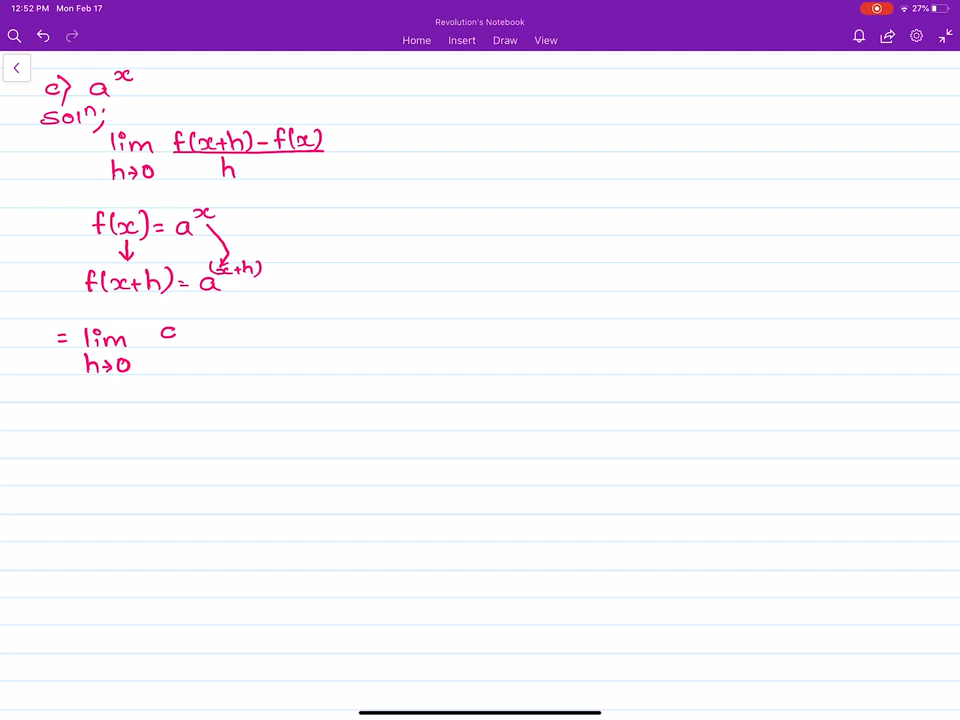 12:52 PM Mon Feb 17
27%
Revolution's Notebook
Home Insert Draw View
c) a^x
soln;
lim f(x+h)-f(x)
h→0 h
f(x) = a^x
↓
f(x+h) = a^(x+h)
= lim c
h→0